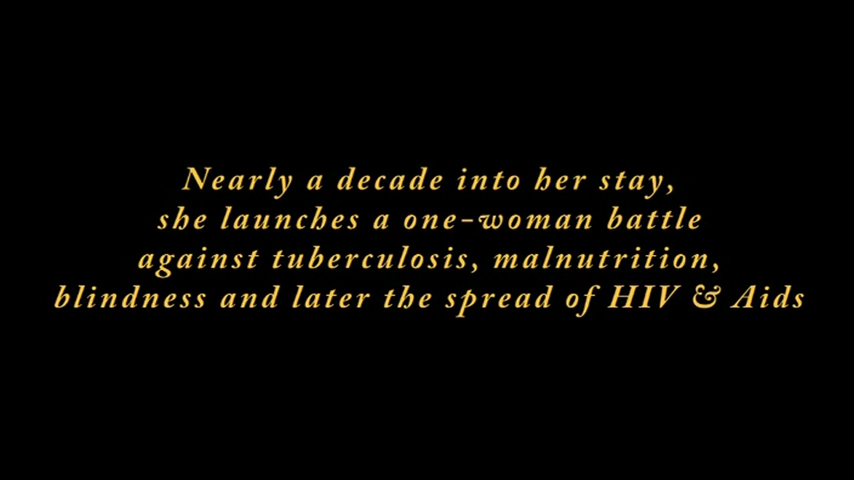 Nearly a decade into her stay,
she launches a one-woman battle
against tuberculosis, malnutrition,
blindness and later the spread of HIV & Aids